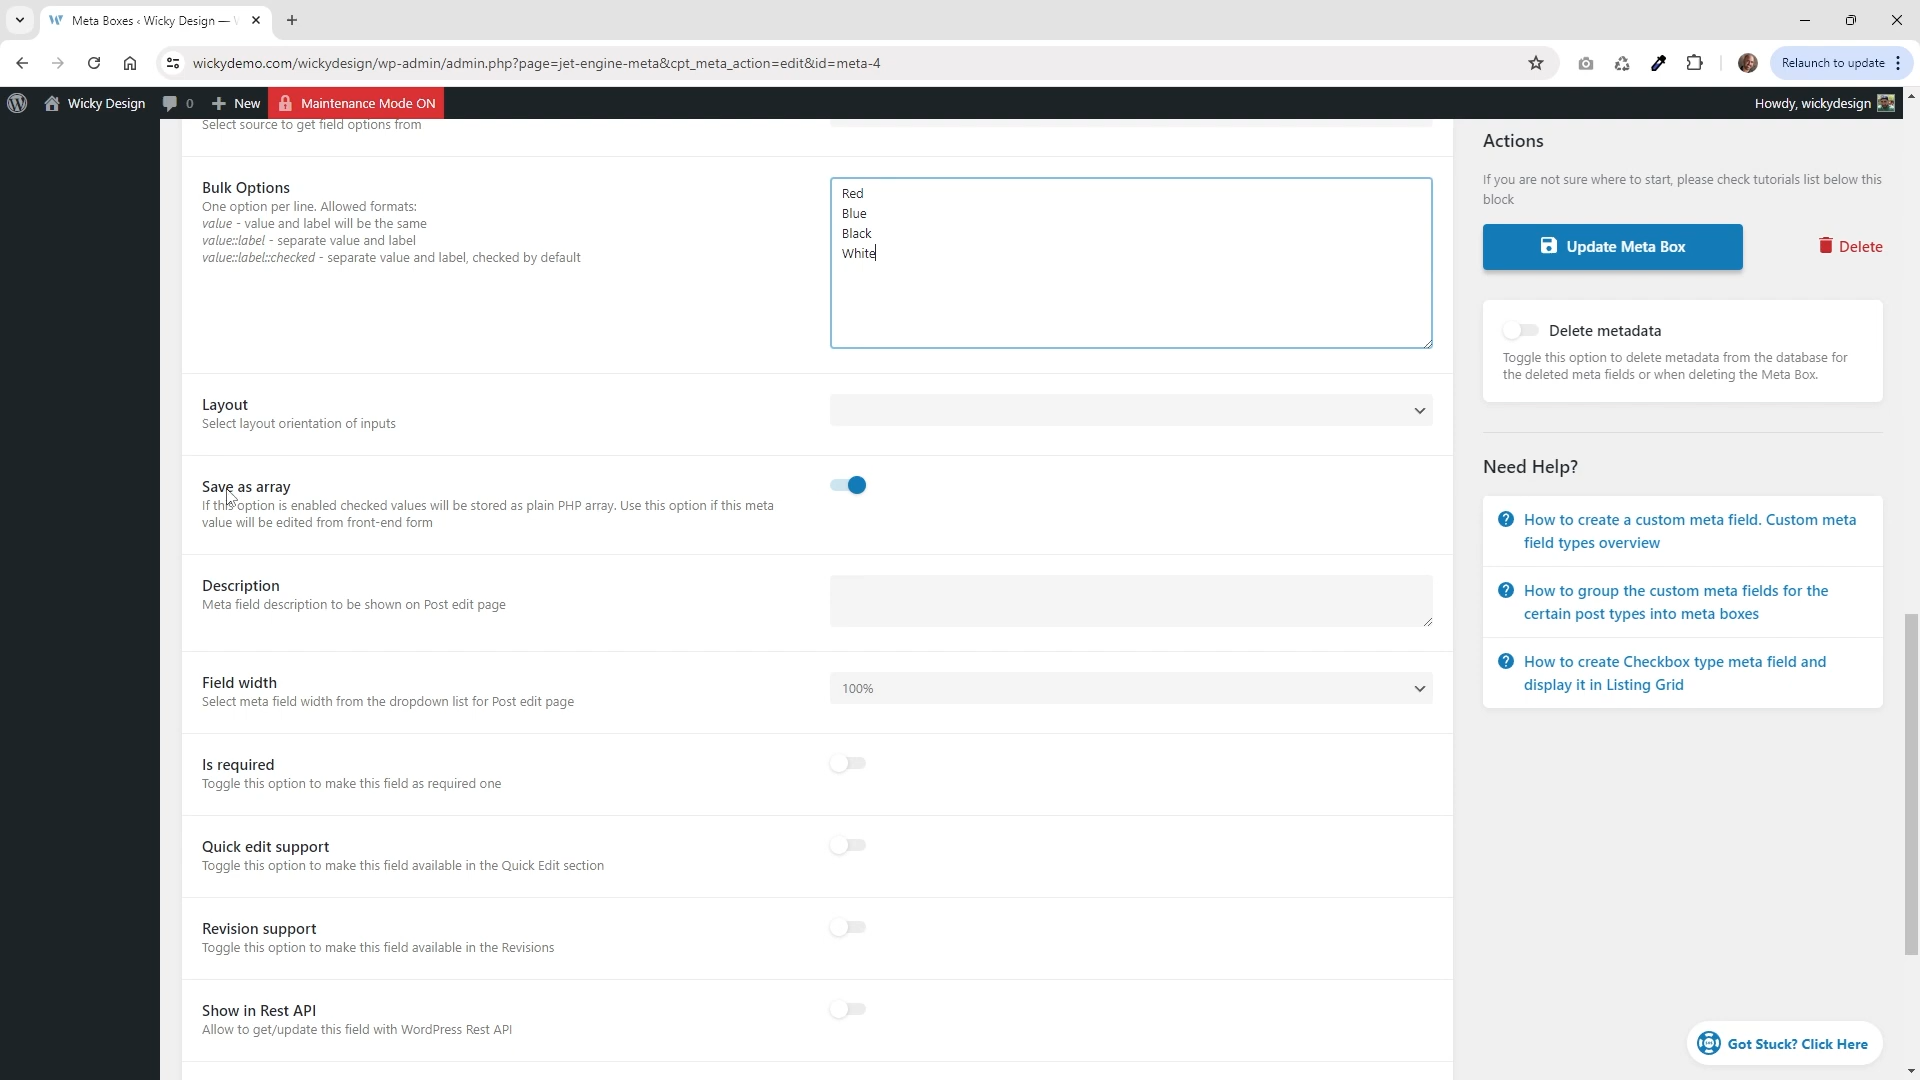 Meta Boxes ‹ Wicky Design —
wickydemo.com/wickydesign/wp-admin/admin.php?page=jet-engine-meta&cpt_meta_action=edit&id=meta-4
Relaunch to update
Wicky Design
0
New
Maintenance Mode ON
Howdy, wickydesign
Select source to get field options from
Bulk Options
One option per line. Allowed formats:
value - value and label will be the same
value::label - separate value and label
value::label::checked - separate value and label, checked by default
Red
Blue
Black
White
Layout
Select layout orientation of inputs
Save as array
If this option is enabled checked values will be stored as plain PHP array. Use this option if this meta
value will be edited from front-end form
Description
Meta field description to be shown on Post edit page
Field width
Select meta field width from the dropdown list for Post edit page
100%
Is required
Toggle this option to make this field as required one
Quick edit support
Toggle this option to make this field available in the Quick Edit section
Revision support
Toggle this option to make this field available in the Revisions
Show in Rest API
Allow to get/update this field with WordPress Rest API
Actions
If you are not sure where to start, please check tutorials list below this
block
Update Meta Box
Delete
Delete metadata
Toggle this option to delete metadata from the database for
the deleted meta fields or when deleting the Meta Box.
Need Help?
How to create a custom meta field. Custom meta
field types overview
How to group the custom meta fields for the
certain post types into meta boxes
How to create Checkbox type meta field and
display it in Listing Grid
Got Stuck? Click Here